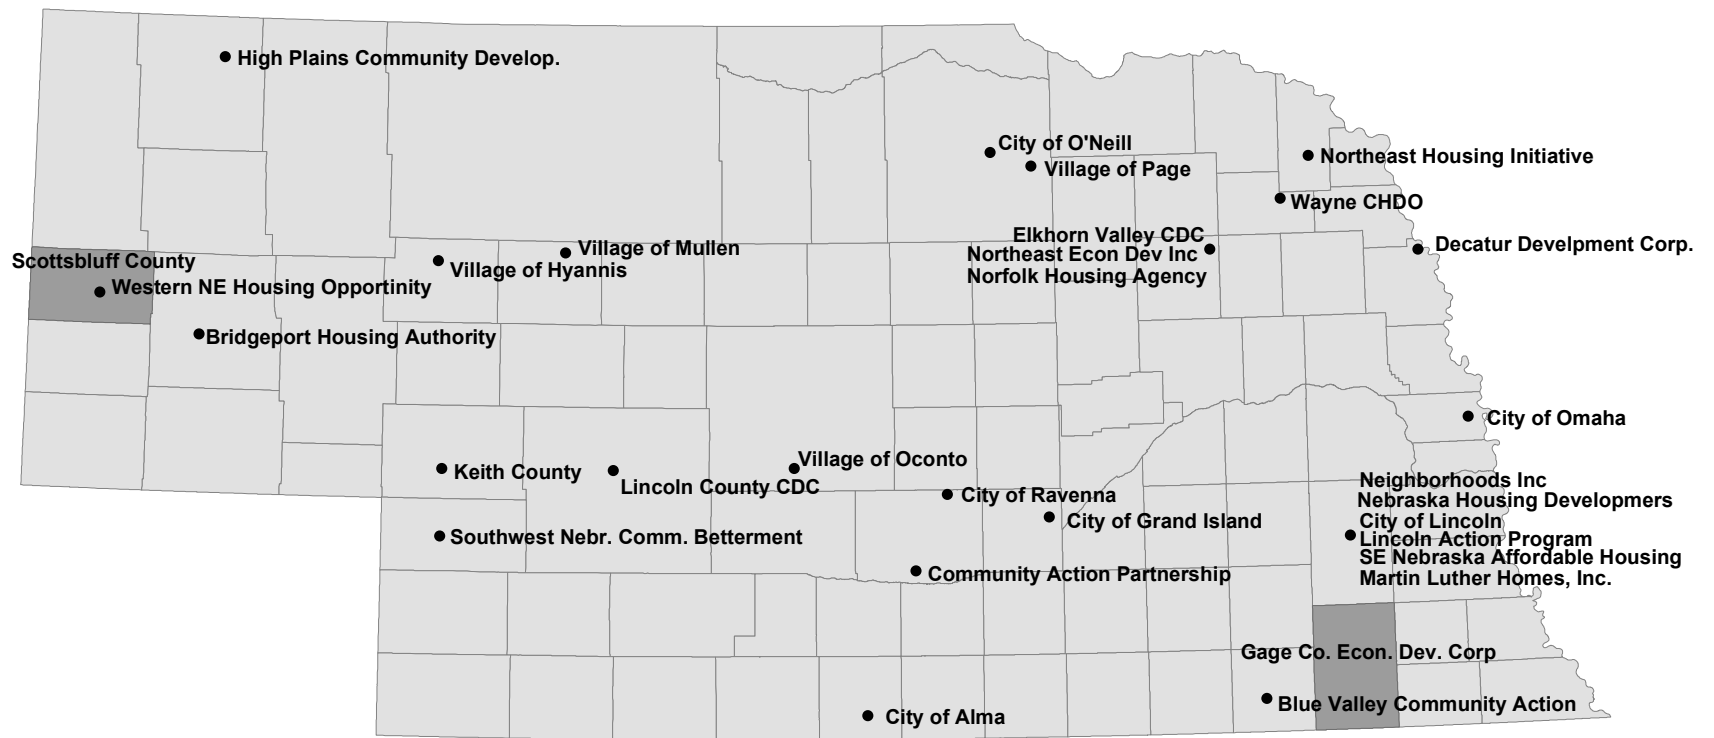 High Plains Community Develop.
City of O'Neill
Village of Page
Northeast Housing Initiative
Wayne CHDO
Elkhorn Valley CDC
Northeast Econ Dev Inc
Norfolk Housing Agency
Decatur Develpment Corp.
Village of Mullen
Village of Hyannis
Scottsbluff County
Western NE Housing Opportinity
Bridgeport Housing Authority
City of Omaha
Keith County
Lincoln County CDC
Village of Oconto
City of Ravenna
City of Grand Island
Neighborhoods Inc
Nebraska Housing Developmers
City of Lincoln
Lincoln Action Program
SE Nebraska Affordable Housing
Martin Luther Homes, Inc.
Southwest Nebr. Comm. Betterment
Community Action Partnership
Gage Co. Econ. Dev. Corp
Blue Valley Community Action
City of Alma